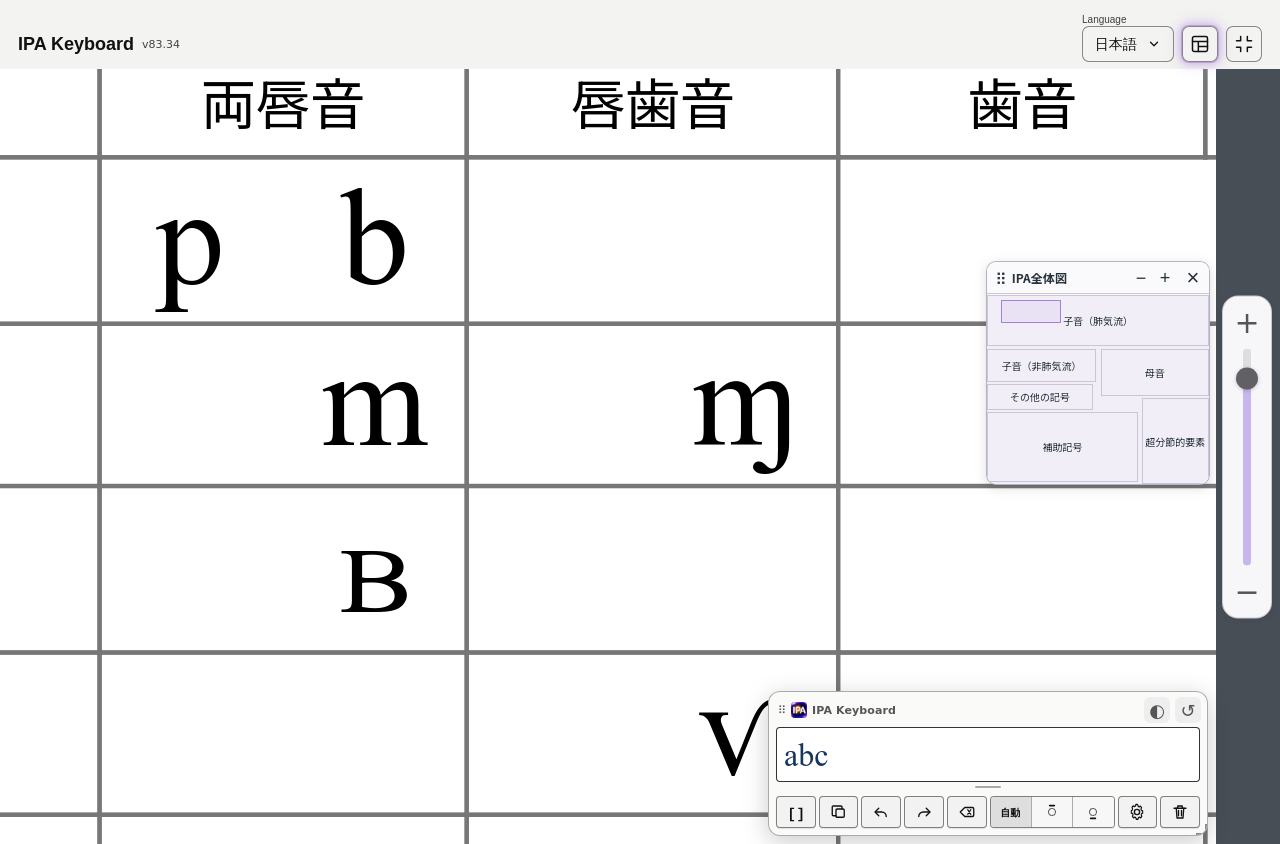 Language
IPA Keyboard v83.34
日本語
両唇音 唇歯音 歯音
p b
IPA全体図
子音（肺気流）
子音（非肺気流） 母音
その他の記号
補助記号 超分節的要素
m ɱ
ʙ
ⱱ
IPA Keyboard
abc
[ ] 自動